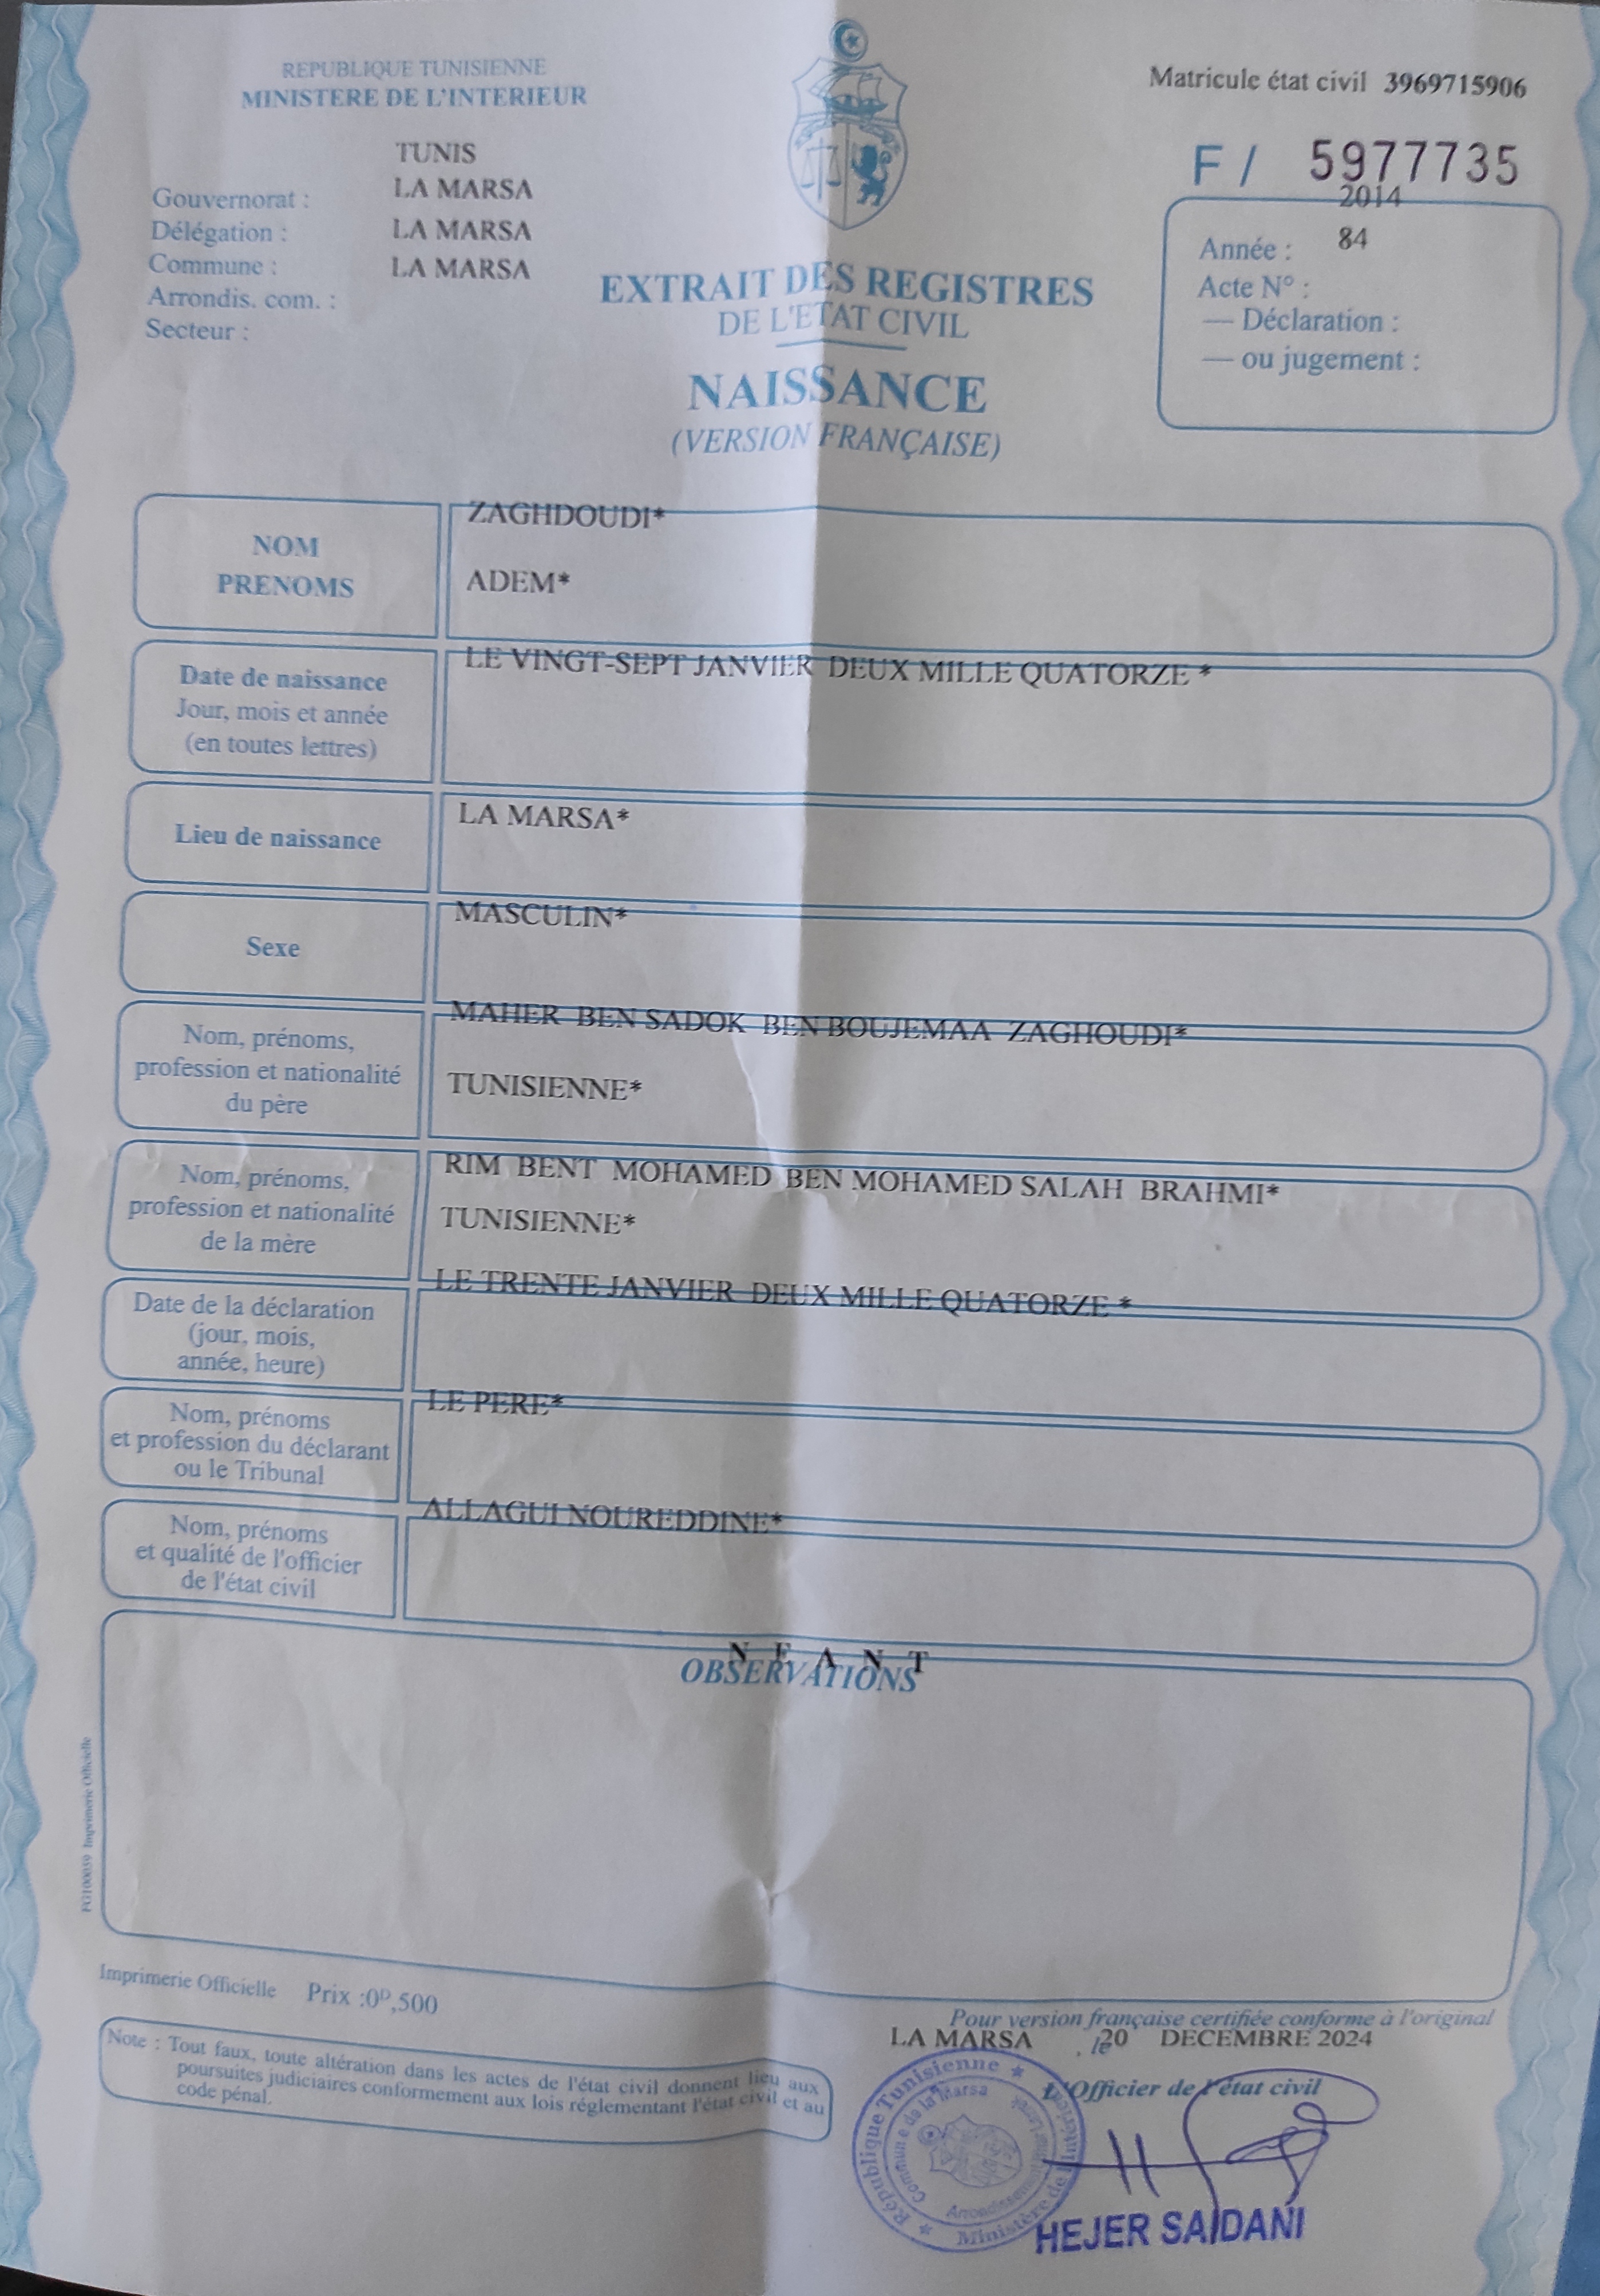 REPUBLIQUE TUNISIENNE
MINISTERE DE L'INTERIEUR
TUNIS
Gouvernorat : LA MARSA
Délégation : LA MARSA
Commune : LA MARSA
Arrondis. com. :
Secteur :
Matricule état civil 3969715906
F / 5977735
2014
Année : 84
Acte N° :
— Déclaration :
— ou jugement :
EXTRAIT DES REGISTRES
DE L'ETAT CIVIL
NAISSANCE
(VERSION FRANÇAISE)
NOM
PRENOMS
ZAGHDOUDI*
ADEM*
Date de naissance
Jour, mois et année
(en toutes lettres)
LE VINGT-SEPT JANVIER DEUX MILLE QUATORZE *
Lieu de naissance
LA MARSA*
Sexe
MASCULIN*
Nom, prénoms,
profession et nationalité
du père
MAHER BEN SADOK BEN BOUJEMAA ZAGHOUDI*
TUNISIENNE*
Nom, prénoms,
profession et nationalité
de la mère
RIM BENT MOHAMED BEN MOHAMED SALAH BRAHMI*
TUNISIENNE*
Date de la déclaration
(jour, mois,
année, heure)
LE TRENTE JANVIER DEUX MILLE QUATORZE *
Nom, prénoms
et profession du déclarant
ou le Tribunal
LE PERE*
Nom, prénoms
et qualité de l'officier
de l'état civil
ALLAGUI NOUREDDINE*
N E A N T
OBSERVATIONS
Imprimerie Officielle
Imprimerie Officielle Prix :0ᴰ,500
Note : Tout faux, toute altération dans les actes de l'état civil donnent lieu aux
poursuites judiciaires conformement aux lois réglementant l'état civil et au
code pénal.
Pour version française certifiée conforme à l'original
LA MARSA , le 20 DECEMBRE 2024
L'Officier de l'état civil
République Tunisienne
Commune de la Marsa
Ministère de l'Intérieur
HEJER SAIDANI